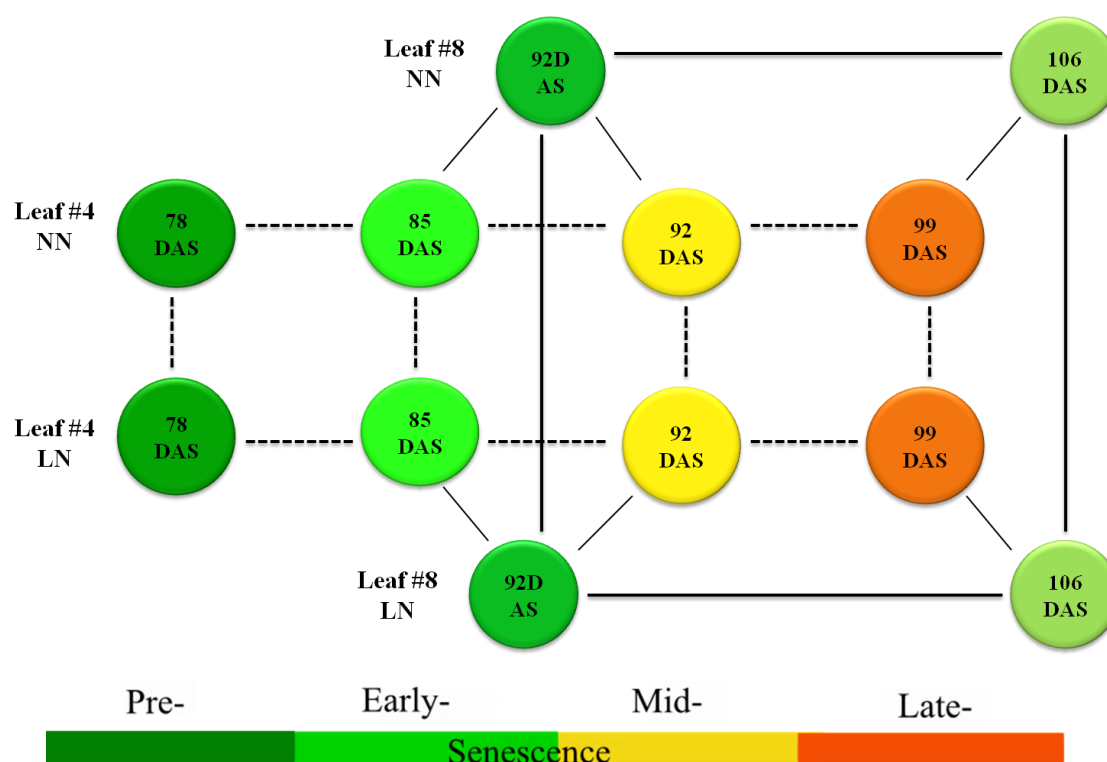 Leaf #8
NN
92D
AS
106
DAS
Leaf #4
NN
78
DAS
85
DAS
92
DAS
99
DAS
Leaf #4
LN
78
DAS
85
DAS
92
DAS
99
DAS
Leaf #8
LN
92D
AS
106
DAS
Pre-
Early-
Mid-
Late-
Senescence